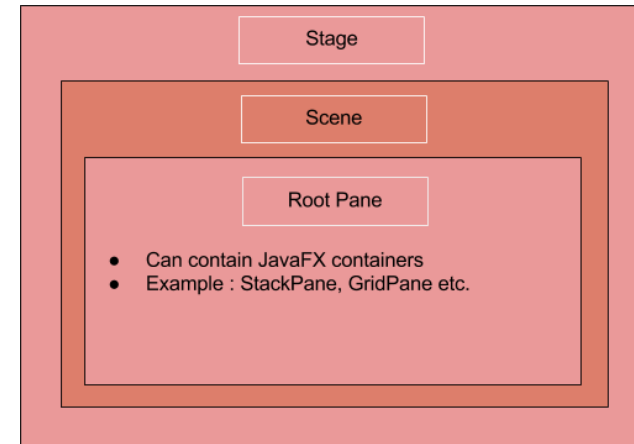 Stage
Scene
Root Pane
● Can contain JavaFX containers
● Example : StackPane, GridPane etc.